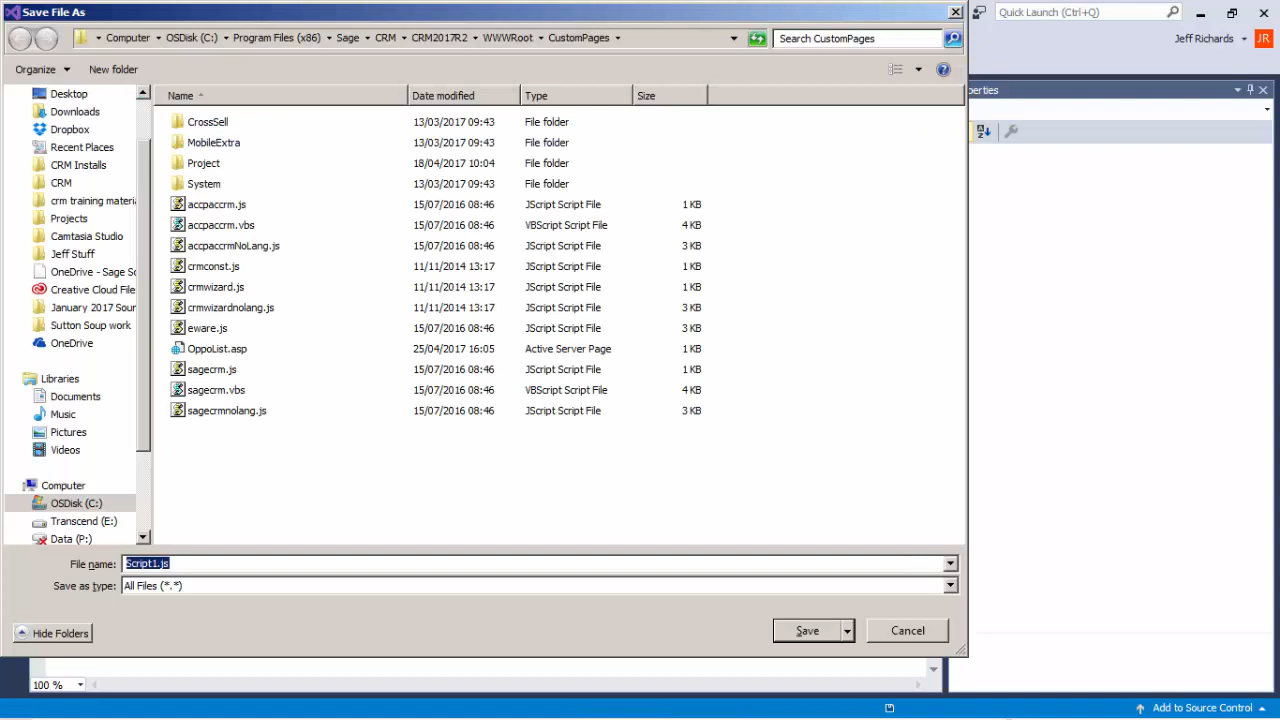 Save File As
Quick Launch (Ctrl+Q)
Computer OSDisk (C:) Program Files (x86) Sage CRM CRM2017R2 WWWRoot CustomPages
Search CustomPages
Jeff Richards JR
Organize New folder
perties
Name Date modified Type Size
Desktop
Downloads
Dropbox
Recent Places
CRM Installs
CRM
crm training materia
Projects
Camtasia Studio
Jeff Stuff
OneDrive - Sage So
Creative Cloud File
January 2017 Sour
Sutton Soup work
OneDrive
Libraries
Documents
Music
Pictures
Videos
Computer
OSDisk (C:)
Transcend (E:)
Data (P:)
CrossSell 13/03/2017 09:43 File folder
MobileExtra 13/03/2017 09:43 File folder
Project 18/04/2017 10:04 File folder
System 13/03/2017 09:43 File folder
accpaccrm.js 15/07/2016 08:46 JScript Script File 1 KB
accpaccrm.vbs 15/07/2016 08:46 VBScript Script File 4 KB
accpaccrmNoLang.js 15/07/2016 08:46 JScript Script File 3 KB
crmconst.js 11/11/2014 13:17 JScript Script File 1 KB
crmwizard.js 11/11/2014 13:17 JScript Script File 1 KB
crmwizardnolang.js 11/11/2014 13:17 JScript Script File 3 KB
eware.js 15/07/2016 08:46 JScript Script File 3 KB
OppoList.asp 25/04/2017 16:05 Active Server Page 1 KB
sagecrm.js 15/07/2016 08:46 JScript Script File 1 KB
sagecrm.vbs 15/07/2016 08:46 VBScript Script File 4 KB
sagecrmnolang.js 15/07/2016 08:46 JScript Script File 3 KB
File name: Script1.js
Save as type: All Files (*.*)
Hide Folders Save Cancel
100 %
Add to Source Control